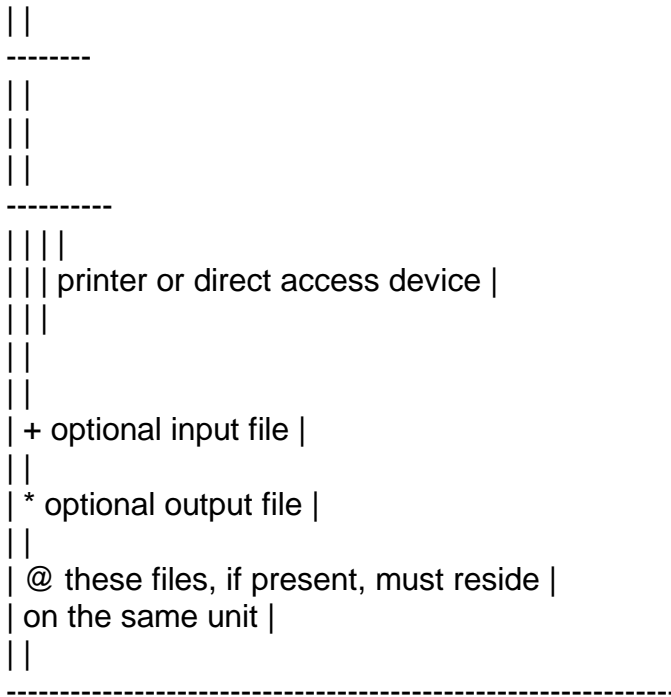 | |
--------
| |
| |
| |
----------
| | | |
| | | printer or direct access device |
| | |
| |
| |
| + optional input file |
| |
| * optional output file |
| |
| @ these files, if present, must reside |
| on the same unit |
| |
---------------------------------------------------------------